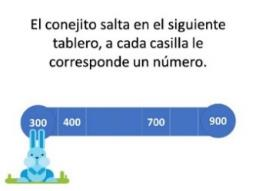 El conejito salta en el siguiente
tablero, a cada casilla le
corresponde un número.
300 400 700 900